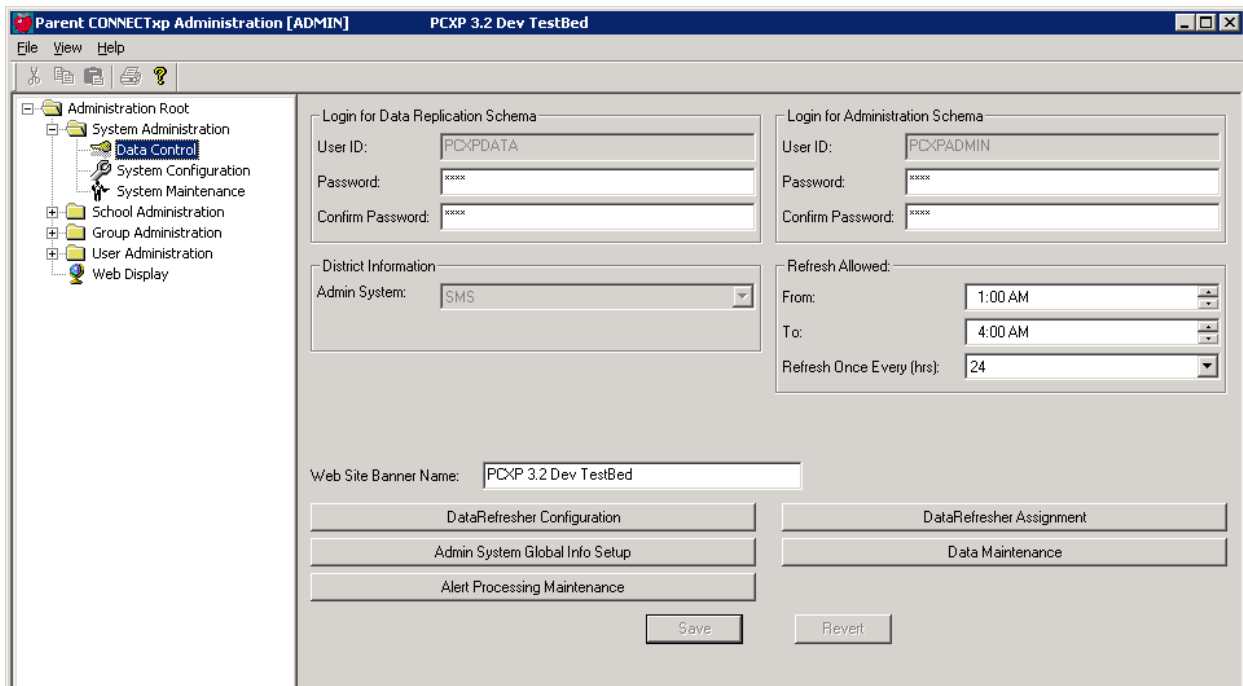 Parent CONNECTxp Administration [ADMIN] PCXP 3.2 Dev TestBed
File View Help
Administration Root
System Administration
Data Control
System Configuration
System Maintenance
School Administration
Group Administration
User Administration
Web Display
Login for Data Replication Schema
User ID: PCXPDATA
Password: ****
Confirm Password: ****
Login for Administration Schema
User ID: PCXPADMIN
Password: ****
Confirm Password: ****
District Information
Admin System: SMS
Refresh Allowed:
From: 1:00 AM
To: 4:00 AM
Refresh Once Every (hrs): 24
Web Site Banner Name: PCXP 3.2 Dev TestBed
DataRefresher Configuration
DataRefresher Assignment
Admin System Global Info Setup
Data Maintenance
Alert Processing Maintenance
Save
Revert